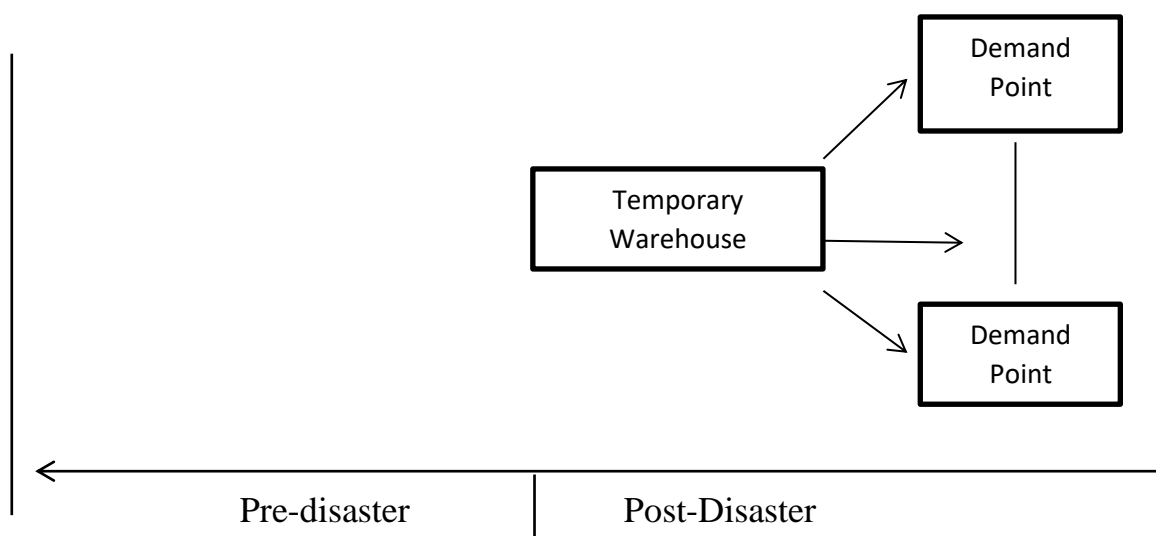 Demand
Point
Temporary
Warehouse
Demand
Point
Pre-disaster
Post-Disaster